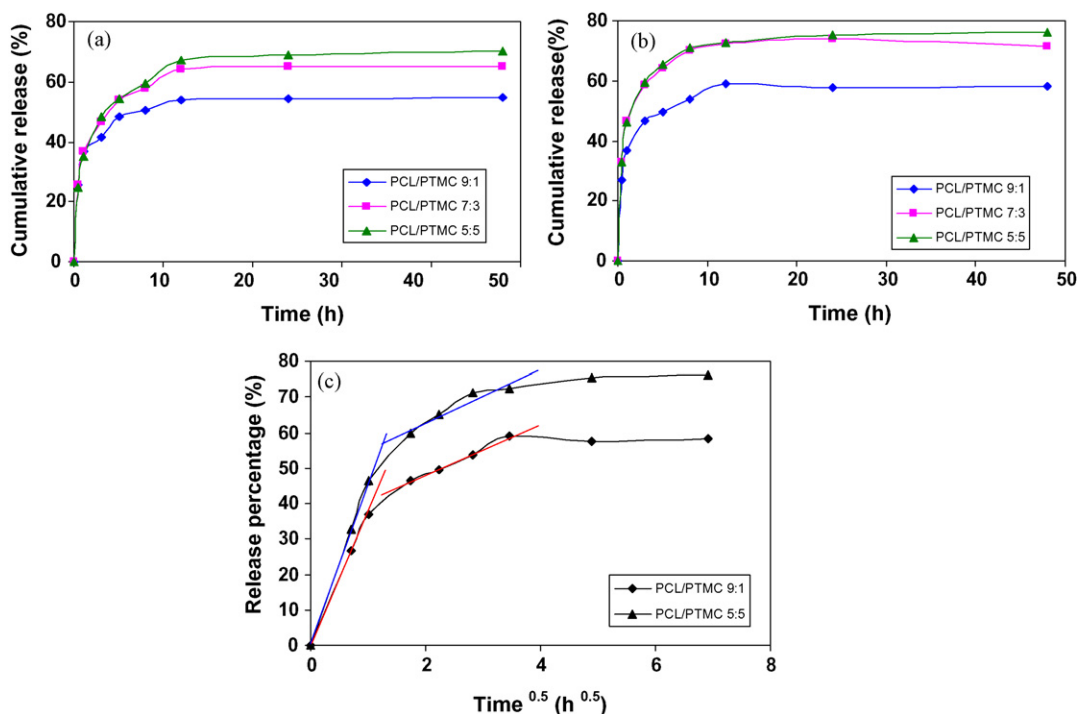 (a)
Cumulative release (%)
80
60
40
20
0
PCL/PTMC 9:1
PCL/PTMC 7:3
PCL/PTMC 5:5
0 10 20 30 40 50
Time (h)
(b)
Cumulative release(%)
80
60
40
20
0
PCL/PTMC 9:1
PCL/PTMC 7:3
PCL/PTMC 5:5
0 10 20 30 40 50
Time (h)
(c)
Release percentage (%)
80
70
60
50
40
30
20
10
0
PCL/PTMC 9:1
PCL/PTMC 5:5
0 2 4 6 8
Time 0.5 (h 0.5)